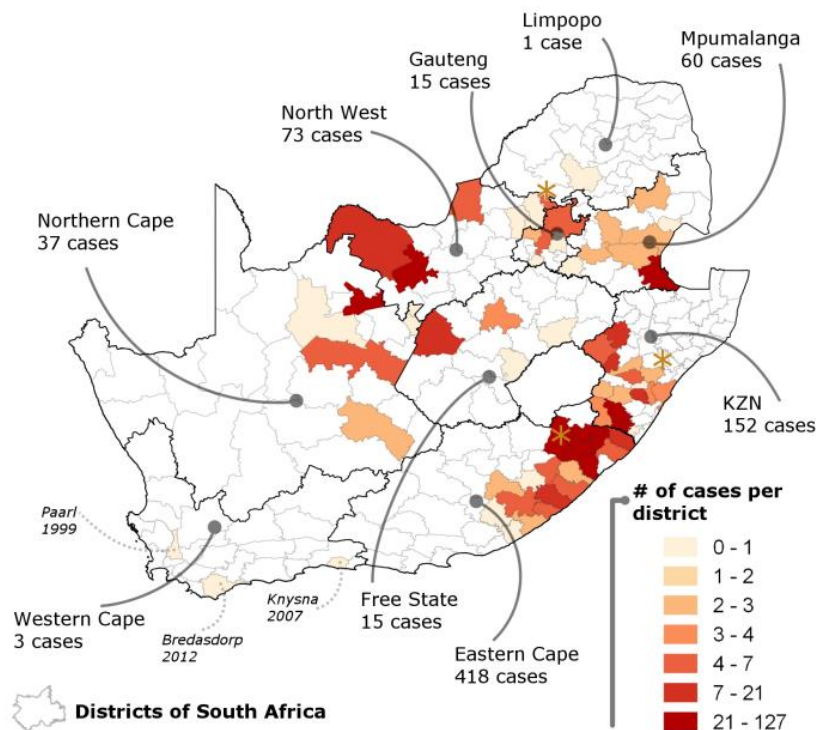 Limpopo
1 case
Mpumalanga
60 cases
Gauteng
15 cases
North West
73 cases
Northern Cape
37 cases
KZN
152 cases
# of cases per
district
0 - 1
1 - 2
2 - 3
3 - 4
4 - 7
7 - 21
21 - 127
Paarl
1999
Western Cape
3 cases
Bredasdorp
2012
Knysna
2007
Free State
15 cases
Eastern Cape
418 cases
Districts of South Africa